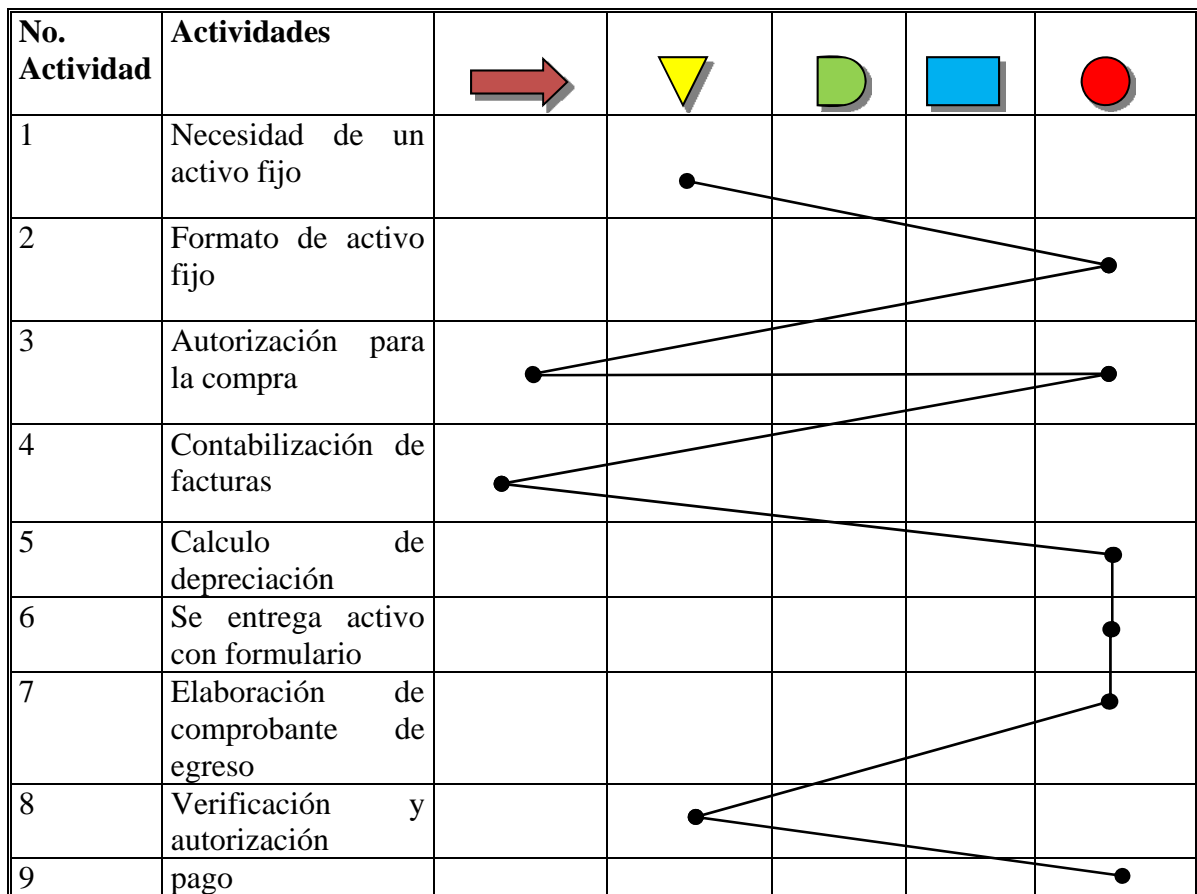 No.
Actividad
Actividades
1
Necesidad de un
activo fijo
2
Formato de activo
fijo
3
Autorización para
la compra
4
Contabilización de
facturas
5
Calculo de
depreciación
6
Se entrega activo
con formulario
7
Elaboración de
comprobante de
egreso
8
Verificación y
autorización
9
pago